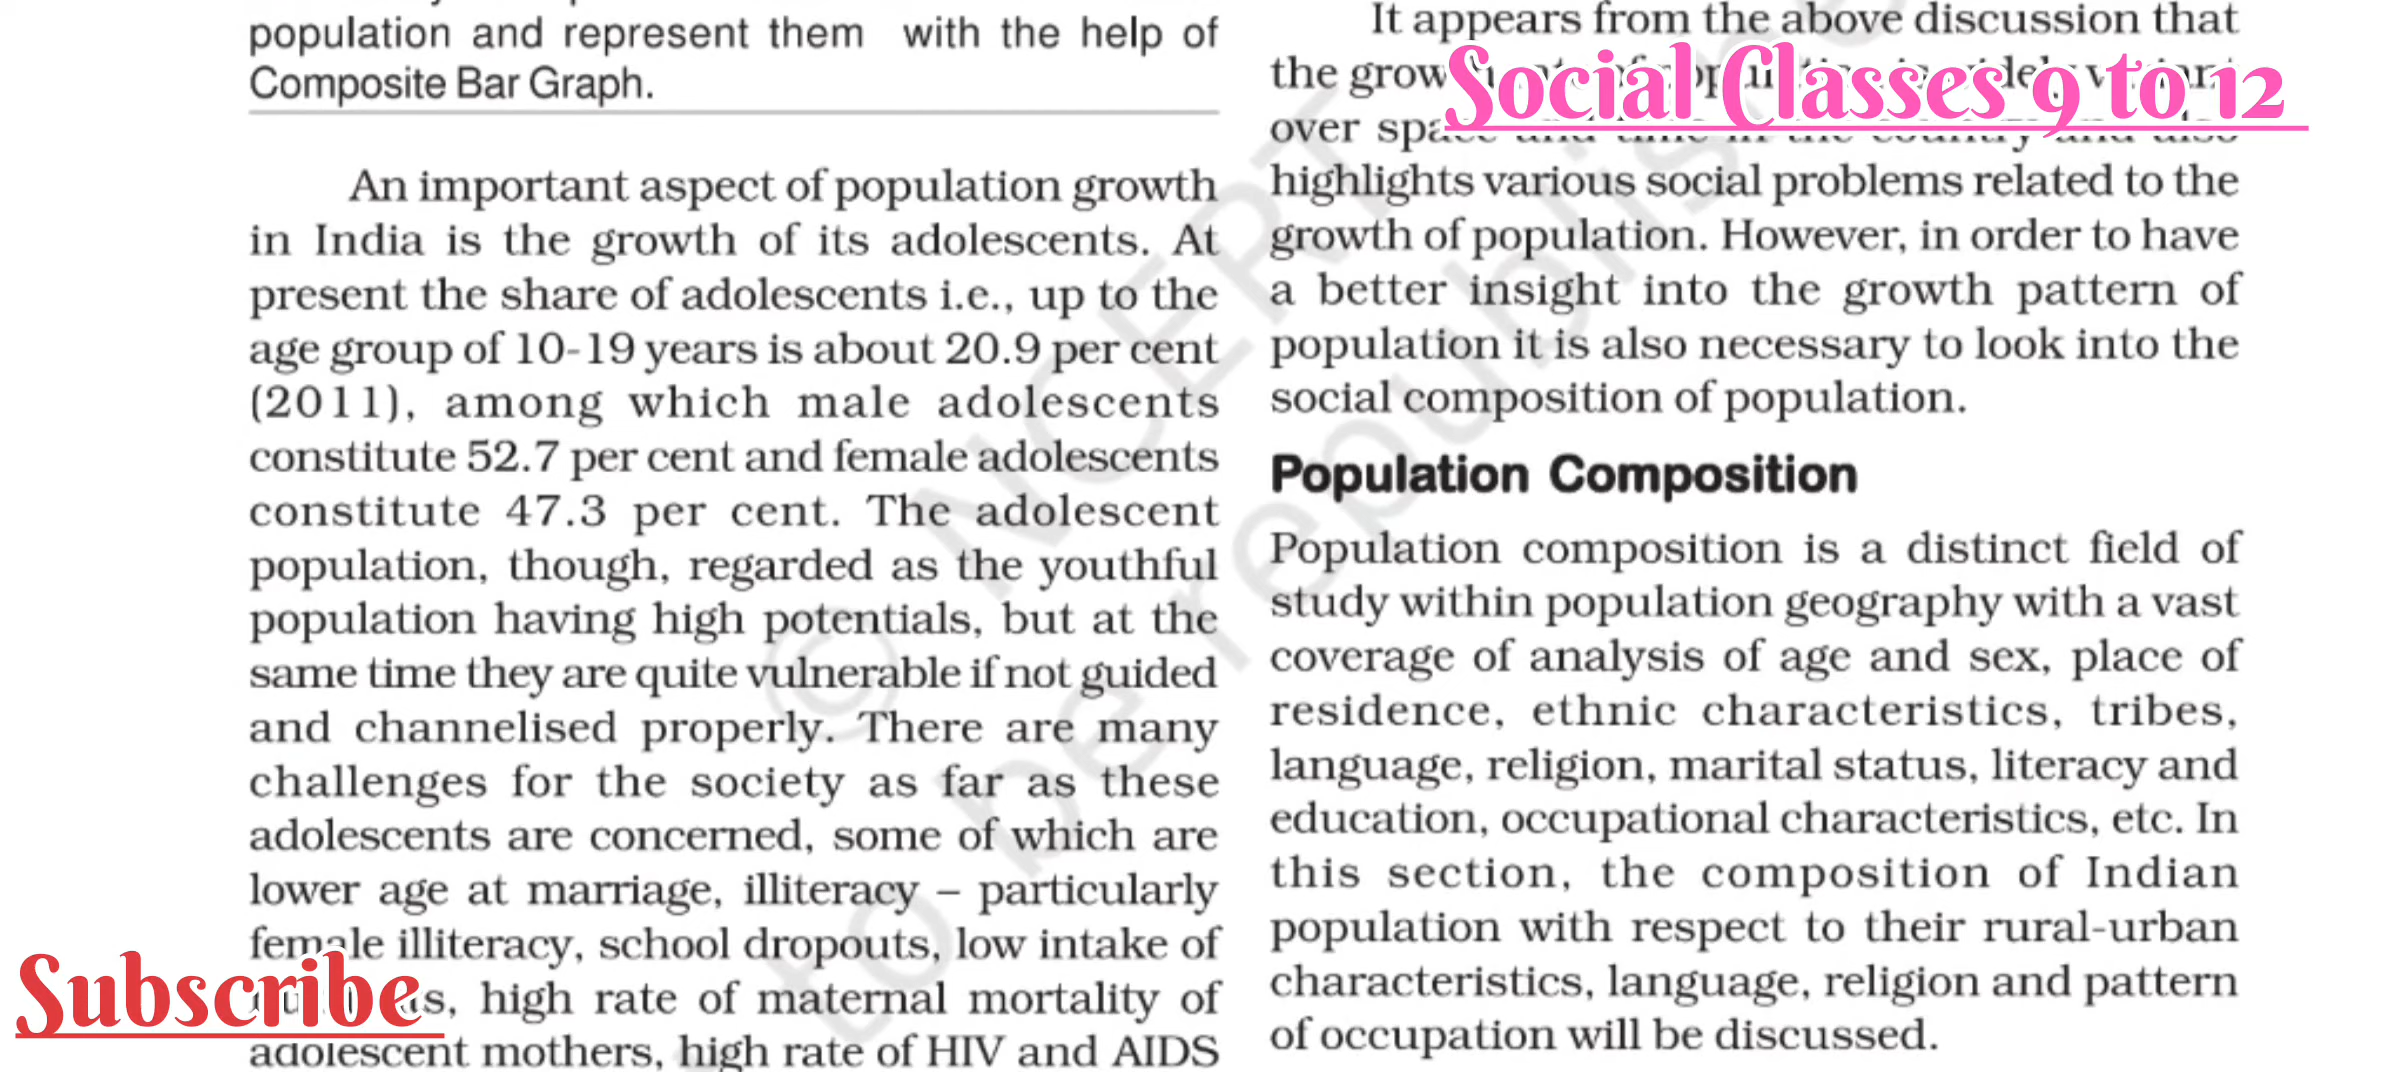 population and represent them with the help of
Composite Bar Graph.
An important aspect of population growth
in India is the growth of its adolescents. At
present the share of adolescents i.e., up to the
age group of 10-19 years is about 20.9 per cent
(2011), among which male adolescents
constitute 52.7 per cent and female adolescents
constitute 47.3 per cent. The adolescent
population, though, regarded as the youthful
population having high potentials, but at the
same time they are quite vulnerable if not guided
and channelised properly. There are many
challenges for the society as far as these
adolescents are concerned, some of which are
lower age at marriage, illiteracy – particularly
female illiteracy, school dropouts, low intake of
high rate of maternal mortality of
adolescent mothers, high rate of HIV and AIDS
Subscribe
It appears from the above discussion that
the
over space and time in the country and also
highlights various social problems related to the
growth of population. However, in order to have
a better insight into the growth pattern of
population it is also necessary to look into the
social composition of population.
Population Composition
Population composition is a distinct field of
study within population geography with a vast
coverage of analysis of age and sex, place of
residence, ethnic characteristics, tribes,
language, religion, marital status, literacy and
education, occupational characteristics, etc. In
this section, the composition of Indian
population with respect to their rural-urban
characteristics, language, religion and pattern
of occupation will be discussed.
Social Classes 9 to 12
© NCERT
to be republis